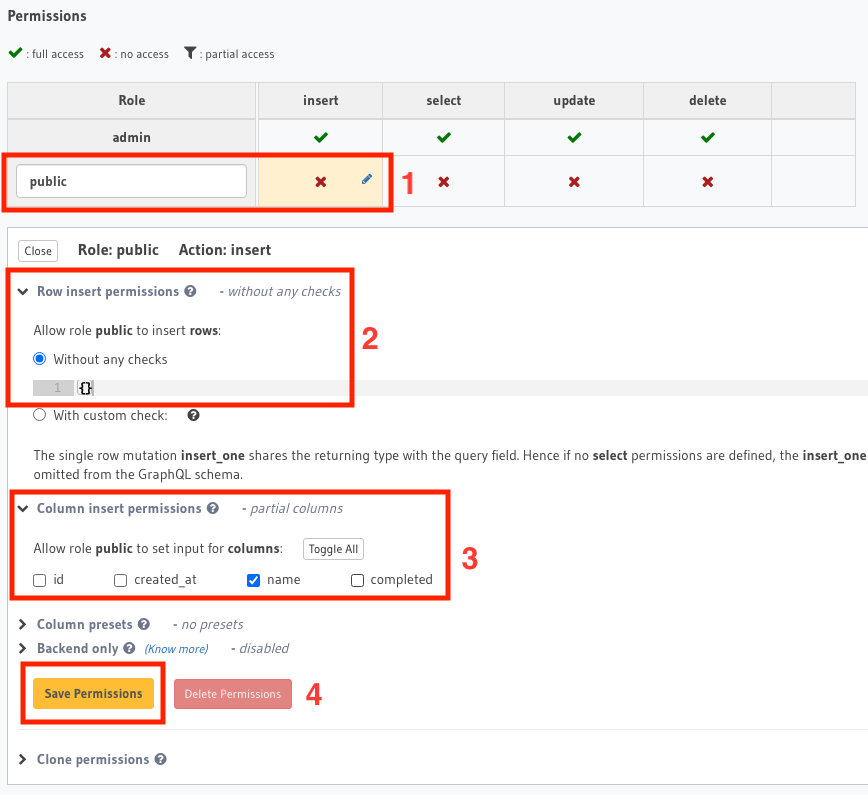 Permissions
: full access : no access : partial access
Role insert select update delete
admin
public
1
Close Role: public Action: insert
Row insert permissions - without any checks
Allow role public to insert rows:
2
Without any checks
1 {}
With custom check:
The single row mutation insert_one shares the returning type with the query field. Hence if no select permissions are defined, the insert_one
omitted from the GraphQL schema.
Column insert permissions - partial columns
Allow role public to set input for columns: Toggle All
3
id created_at name completed
Column presets - no presets
Backend only (Know more) - disabled
Save Permissions Delete Permissions 4
Clone permissions